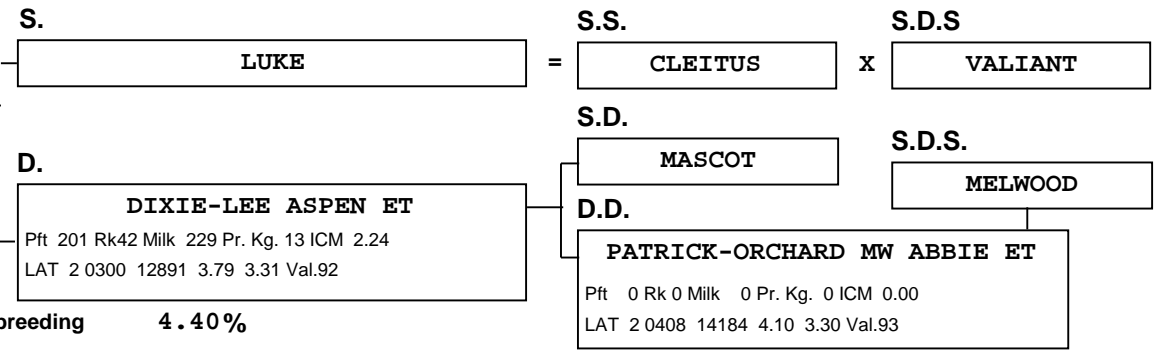 S. S.S. S.D.S
LUKE = CLEITUS X VALIANT
S.D.
MASCOT
S.D.S.
MELWOOD
D.
DIXIE-LEE ASPEN ET
Pft 201 Rk42 Milk 229 Pr. Kg. 13 ICM 2.24
LAT 2 0300 12891 3.79 3.31 Val.92
D.D.
PATRICK-ORCHARD MW ABBIE ET
Pft 0 Rk 0 Milk 0 Pr. Kg. 0 ICM 0.00
LAT 2 0408 14184 4.10 3.30 Val.93
breeding 4.40%